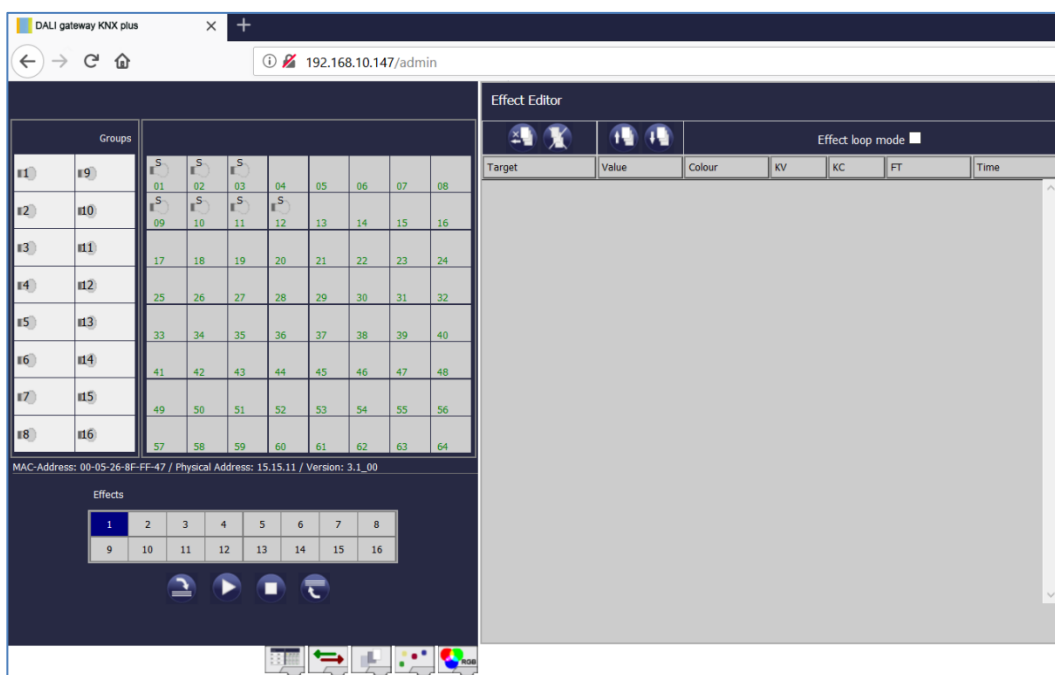 DALI gateway KNX plus
192.168.10.147/admin
Effect Editor
Groups
Effect loop mode
Target Value Colour KV KC FT Time
1 9 S S S
01 02 03 04 05 06 07 08
2 10 S S S S
09 10 11 12 13 14 15 16
3 11
17 18 19 20 21 22 23 24
4 12
25 26 27 28 29 30 31 32
5 13
33 34 35 36 37 38 39 40
6 14
41 42 43 44 45 46 47 48
7 15
49 50 51 52 53 54 55 56
8 16
57 58 59 60 61 62 63 64
MAC-Address: 00-05-26-8F-FF-47 / Physical Address: 15.15.11 / Version: 3.1_00
Effects
1 2 3 4 5 6 7 8
9 10 11 12 13 14 15 16
RGB